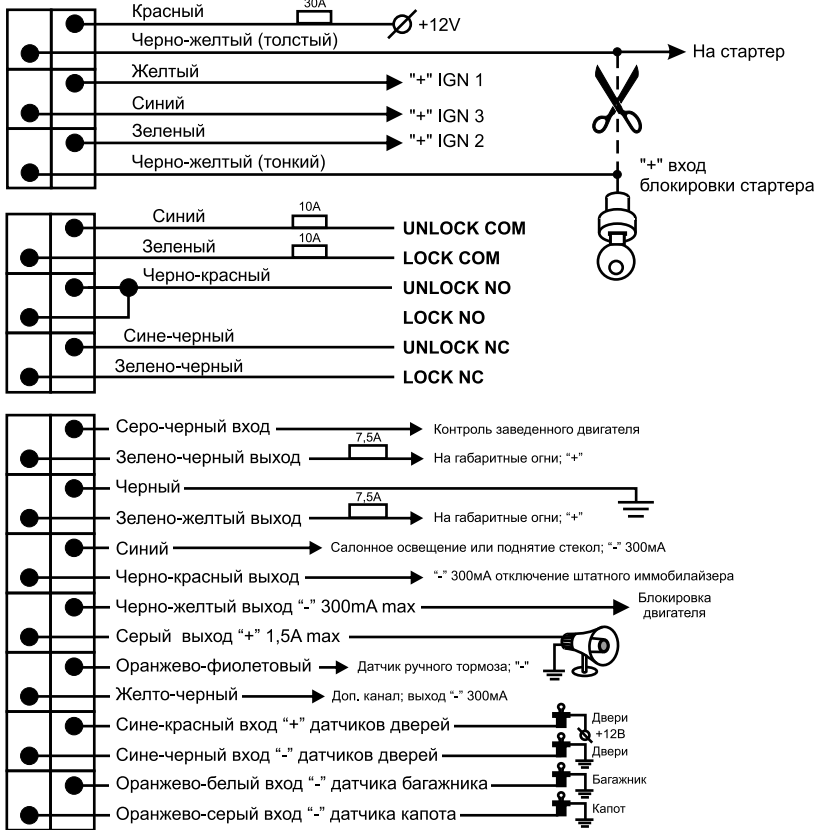 Красный 30A +12V
Черно-желтый (толстый) На стартер
Желтый "+" IGN 1
Синий "+" IGN 3
Зеленый "+" IGN 2
Черно-желтый (тонкий) "+" вход
блокировки стартера
Синий 10A UNLOCK COM
Зеленый 10A LOCK COM
Черно-красный UNLOCK NO
LOCK NO
Сине-черный UNLOCK NC
Зелено-черный LOCK NC
Серо-черный вход Контроль заведенного двигателя
Зелено-черный выход 7,5A На габаритные огни; “+”
Черный
Зелено-желтый выход 7,5A На габаритные огни; “+”
Синий Салонное освещение или поднятие стекол; “-” 300мА
Черно-красный выход “-” 300мА отключение штатного иммобилайзера
Черно-желтый выход “-” 300mA max Блокировка
двигателя
Серый выход “+” 1,5A max
Оранжево-фиолетовый Датчик ручного тормоза; "-"
Желто-черный Доп. канал; выход “-” 300мА
Сине-красный вход “+” датчиков дверей Двери
+12В
Сине-черный вход “-” датчиков дверей Двери
Оранжево-белый вход “-” датчика багажника Багажник
Оранжево-серый вход “-” датчика капота Капот